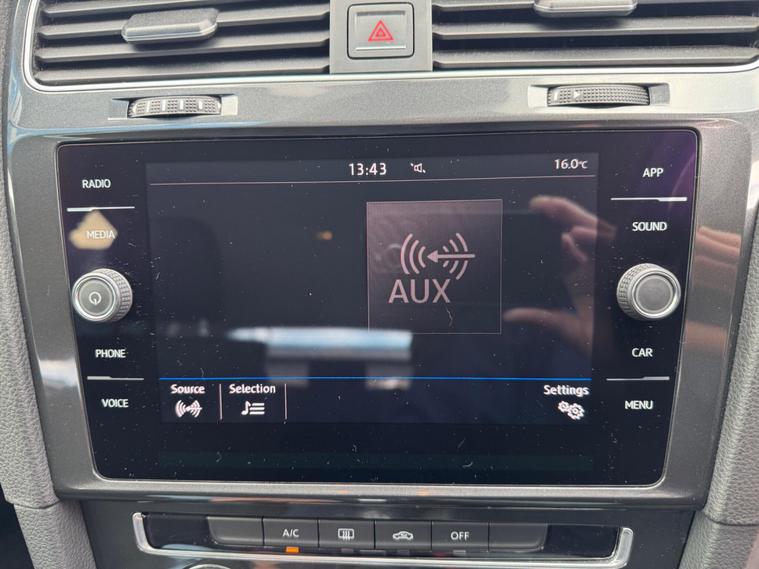 13:43
16.0°C
RADIO
MEDIA
PHONE
VOICE
AUX
Source
Selection
Settings
APP
SOUND
CAR
MENU
A/C
OFF